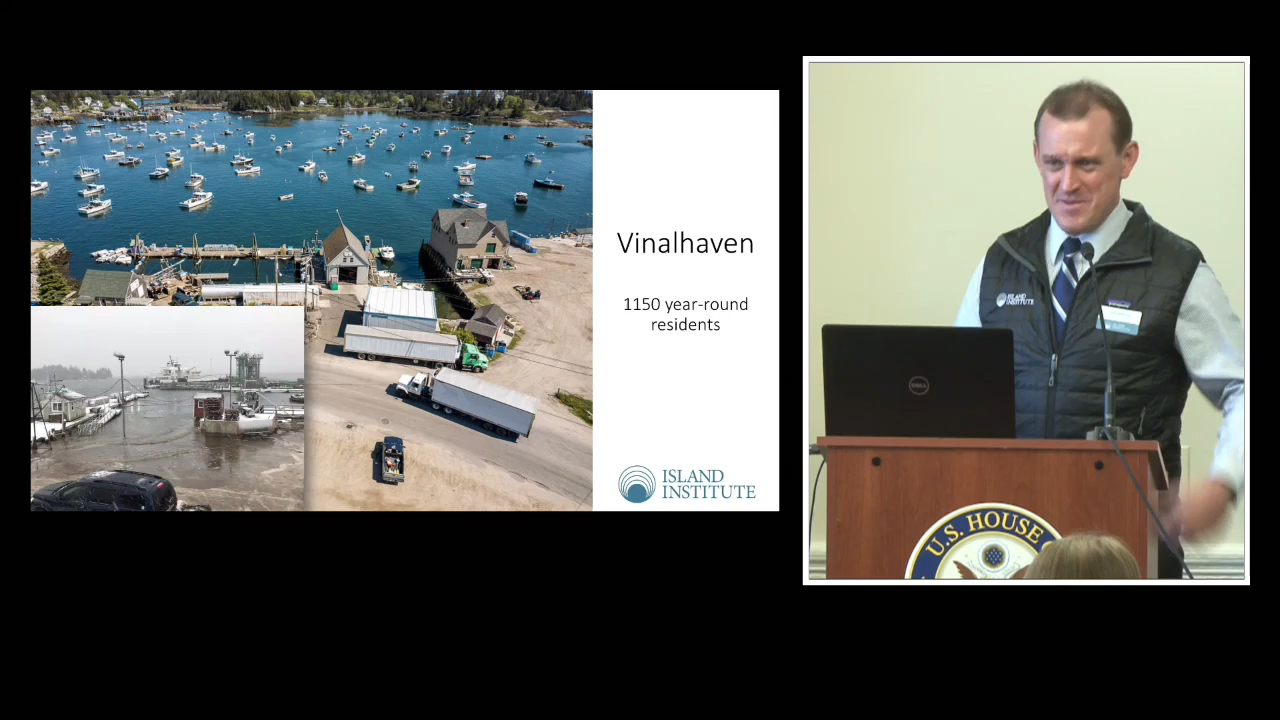 Vinalhaven
1150 year-round
residents
ISLAND
INSTITUTE
ISLAND
INSTITUTE
DELL
U.S. HOUSE